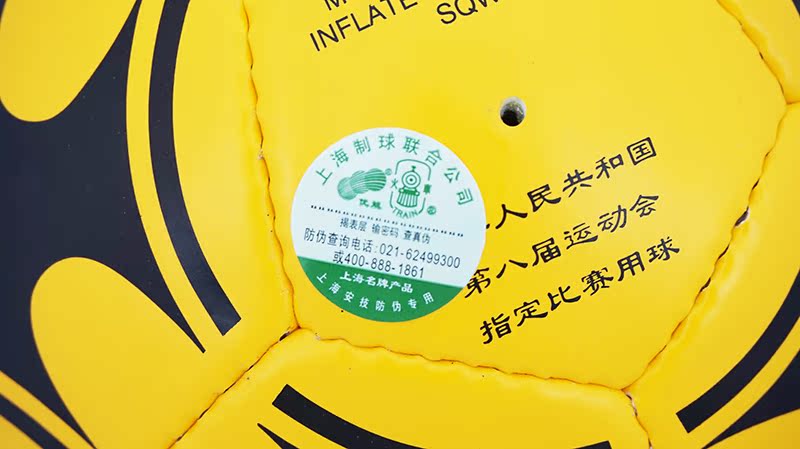 INFLATE
上海制球联合公司
优能
火車
TRAIN
揭表层 输密码 查真伪
防伪查询电话:021-62499300
或400-888-1861
上海名牌产品
上海安技防伪专用
人民共和国
第八届运动会
指定比赛用球